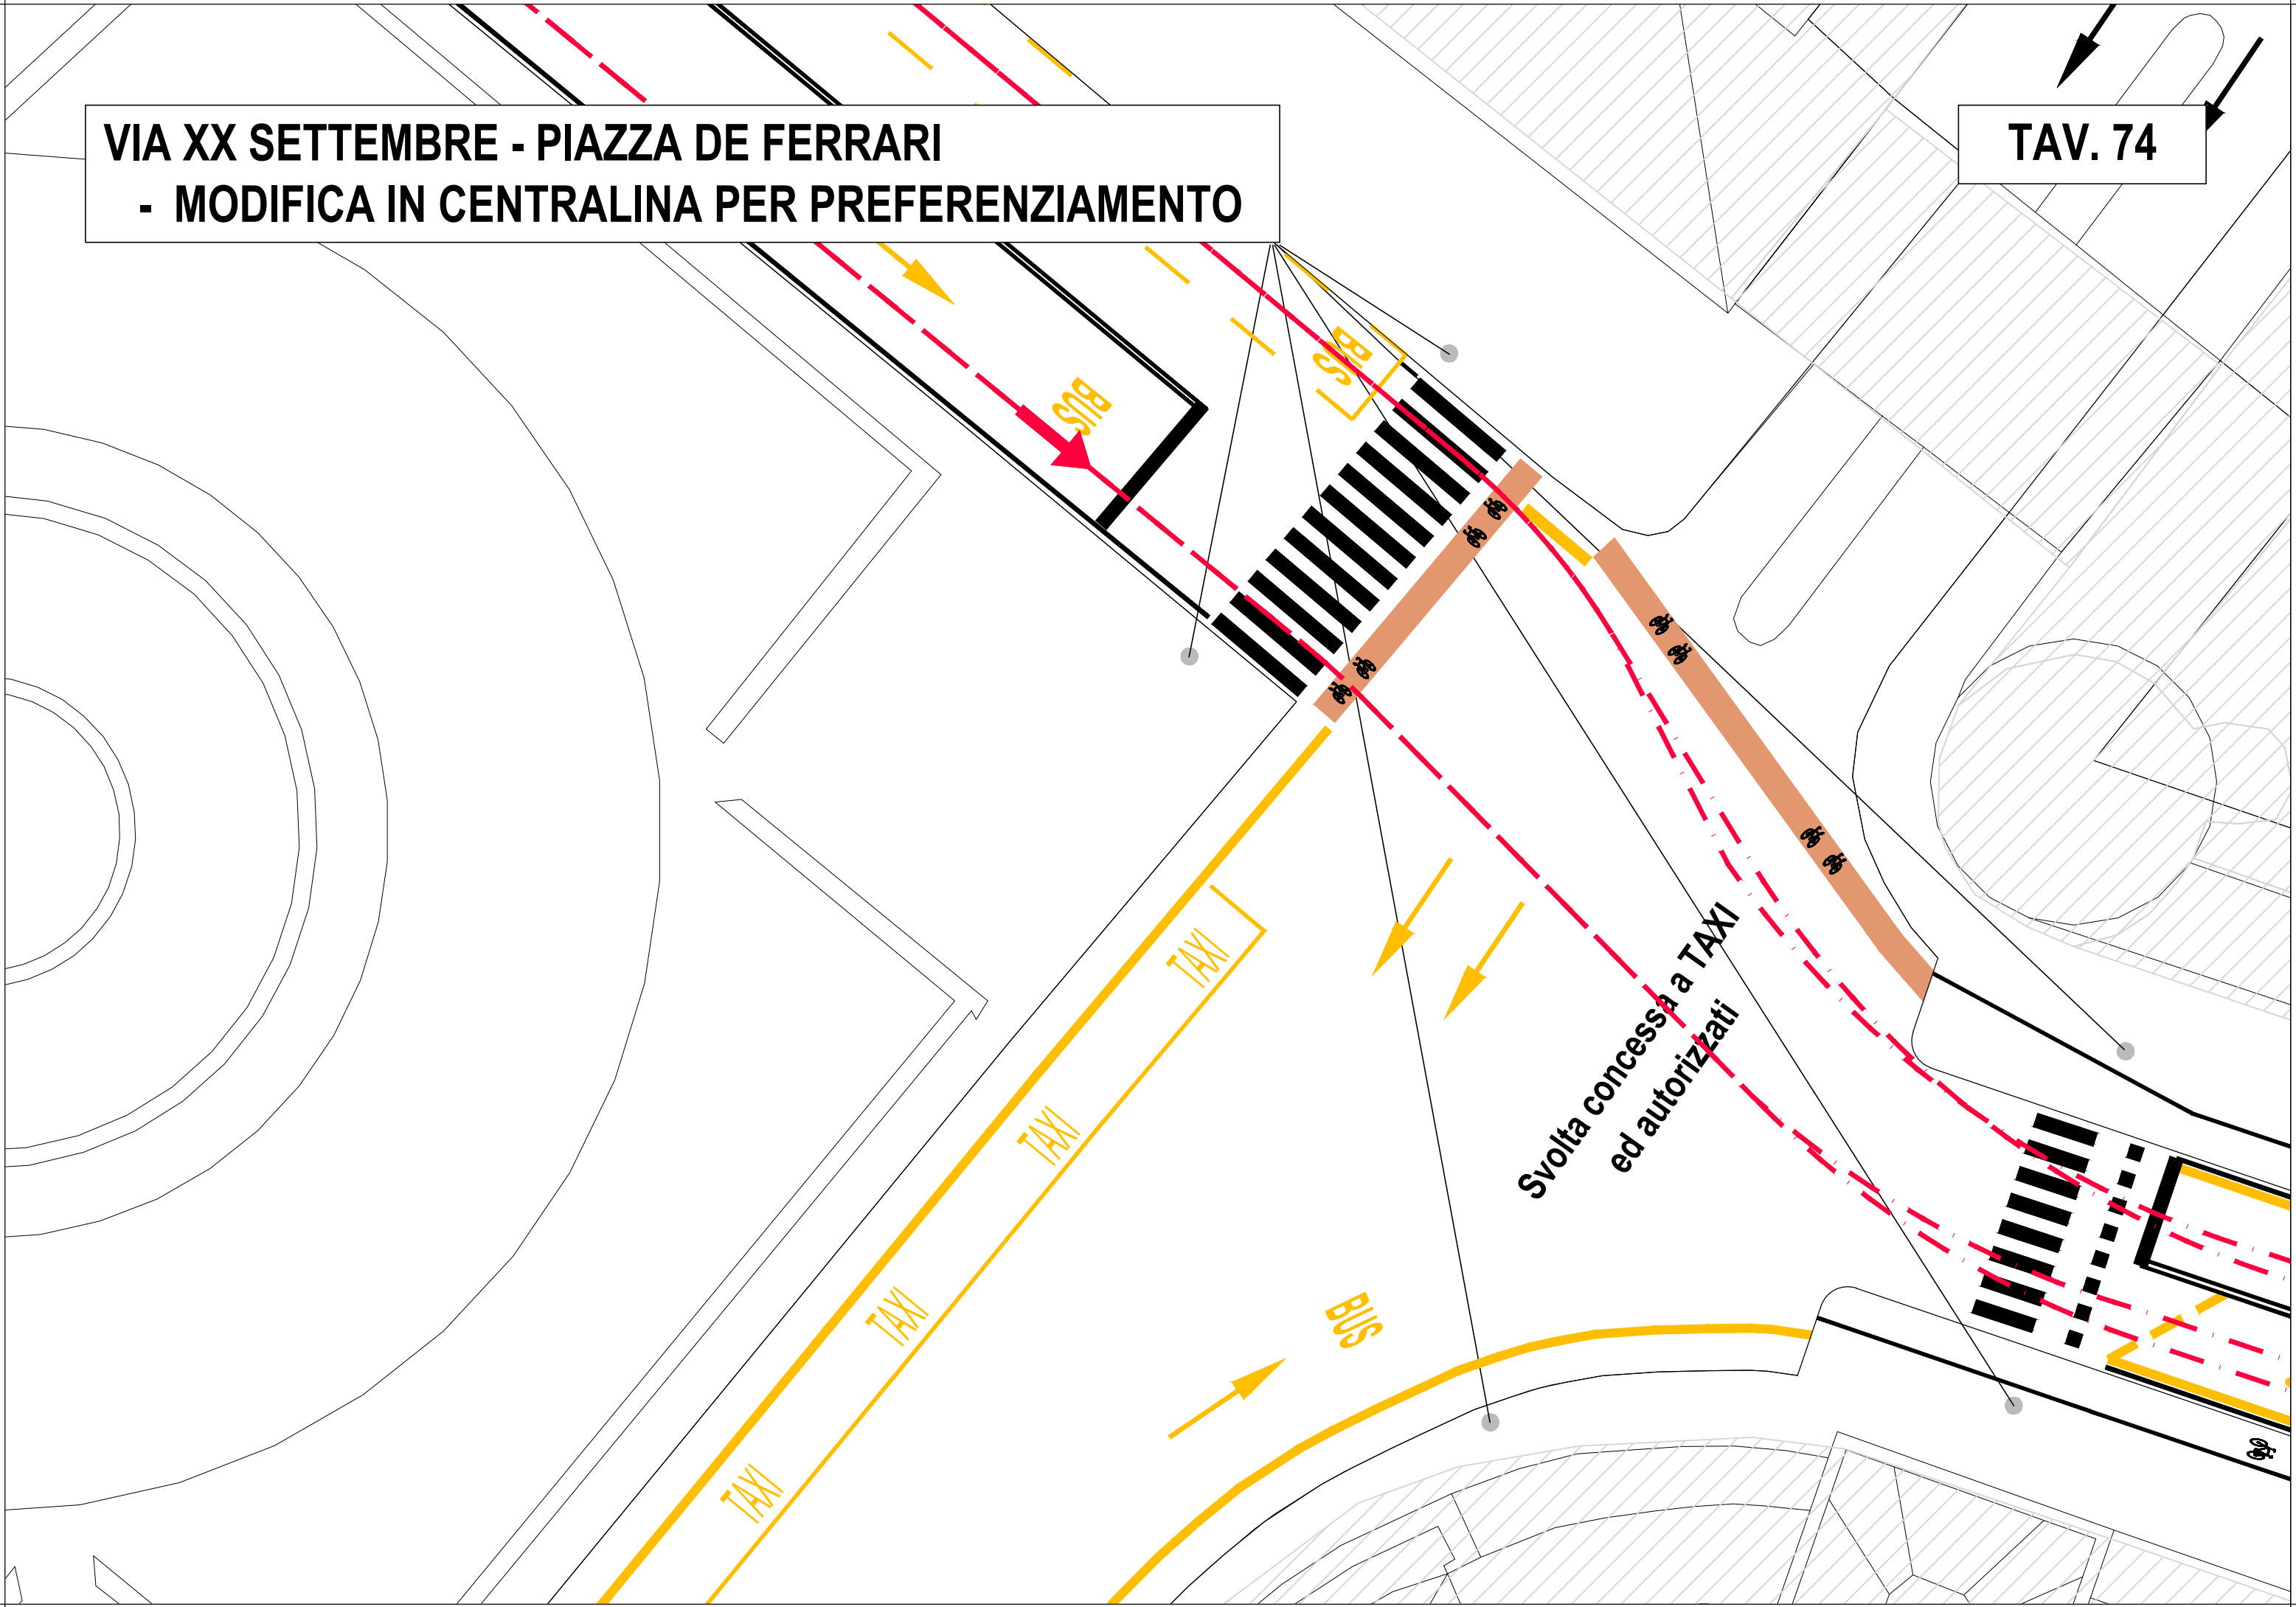 VIA XX SETTEMBRE - PIAZZA DE FERRARI
- MODIFICA IN CENTRALINA PER PREFERENZIAMENTO
TAV. 74
BUS
BUS
Svolta concessa a TAXI
ed autorizzati
TAXI
TAXI
TAXI
TAXI
BUS